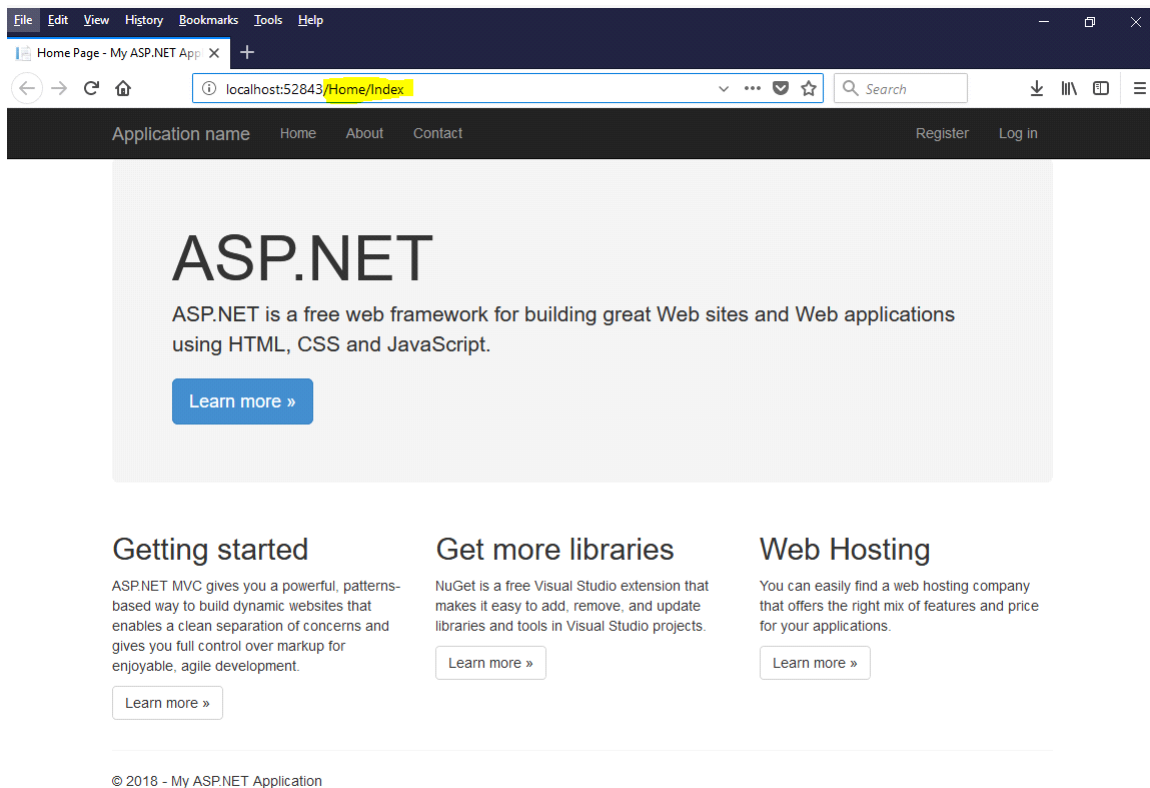 File Edit View History Bookmarks Tools Help
Home Page - My ASP.NET App
localhost:52843/Home/Index
Search
Application name Home About Contact Register Log in
ASP.NET
ASP.NET is a free web framework for building great Web sites and Web applications
using HTML, CSS and JavaScript.
Learn more »
Getting started
ASP.NET MVC gives you a powerful, patterns-
based way to build dynamic websites that
enables a clean separation of concerns and
gives you full control over markup for
enjoyable, agile development.
Learn more »
Get more libraries
NuGet is a free Visual Studio extension that
makes it easy to add, remove, and update
libraries and tools in Visual Studio projects.
Learn more »
Web Hosting
You can easily find a web hosting company
that offers the right mix of features and price
for your applications.
Learn more »
© 2018 - My ASP.NET Application